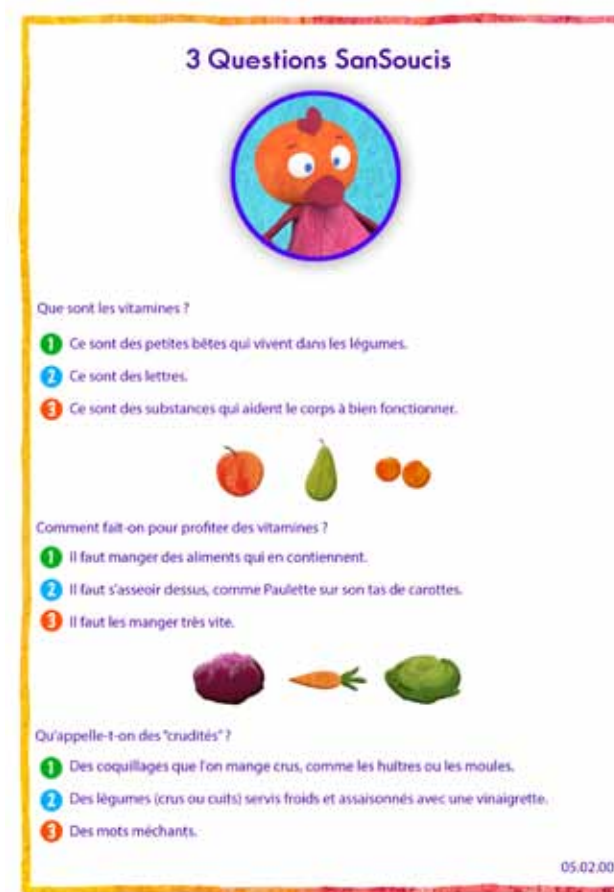 3 Questions SanSoucis
Que sont les vitamines ?
1 Ce sont des petites bêtes qui vivent dans les légumes.
2 Ce sont des lettres.
3 Ce sont des substances qui aident le corps à bien fonctionner.
Comment fait-on pour profiter des vitamines ?
1 Il faut manger des aliments qui en contiennent.
2 Il faut s'asseoir dessus, comme Paulette sur son tas de carottes.
3 Il faut les manger très vite.
Qu'appelle-t-on des "crudités" ?
1 Des coquillages que l'on mange crus, comme les huîtres ou les moules.
2 Des légumes (crus ou cuits) servis froids et assaisonnés avec une vinaigrette.
3 Des mots méchants.
05.02.00